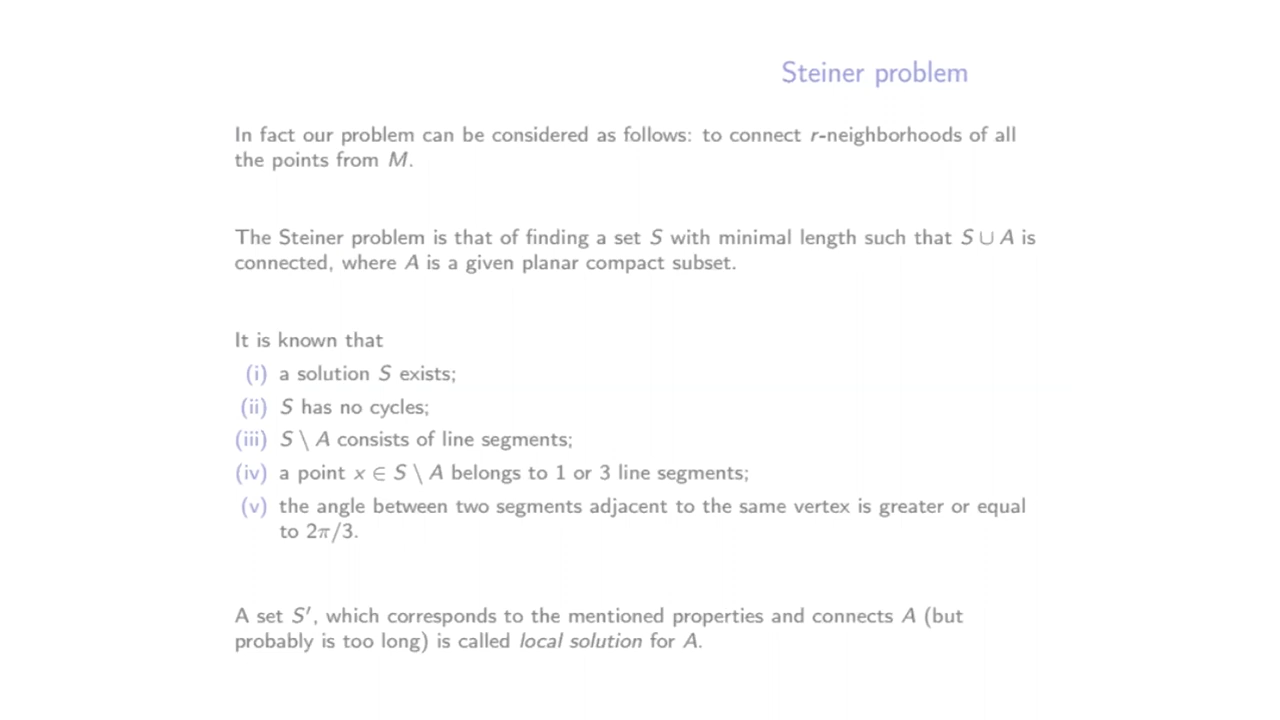 Steiner problem
In fact our problem can be considered as follows: to connect r-neighborhoods of all
the points from M.
The Steiner problem is that of finding a set S with minimal length such that S ∪ A is
connected, where A is a given planar compact subset.
It is known that
(i) a solution S exists;
(ii) S has no cycles;
(iii) S \ A consists of line segments;
(iv) a point x ∈ S \ A belongs to 1 or 3 line segments;
(v) the angle between two segments adjacent to the same vertex is greater or equal
to 2π/3.
A set S′, which corresponds to the mentioned properties and connects A (but
probably is too long) is called local solution for A.